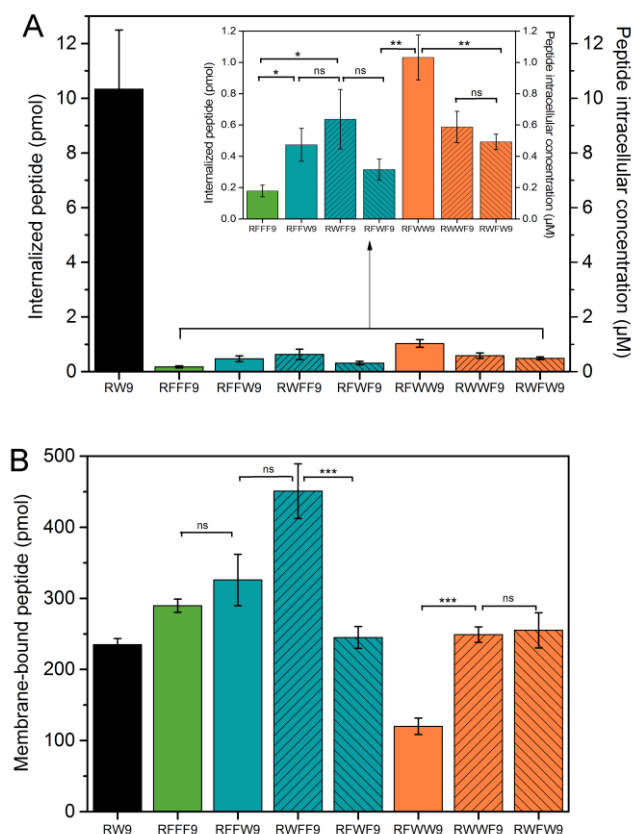 A
Internalized peptide (pmol)
12
10
8
6
4
2
0
Peptide intracellular concentration (µM)
12
10
8
6
4
2
0
Internalized peptide (pmol)
1.2
1.0
0.8
0.6
0.4
0.2
0.0
Peptide intracellular concentration (µM)
1.2
1.0
0.8
0.6
0.4
0.2
0.0
*
*
ns
ns
**
**
ns
RFFF9 RFFW9 RWFF9 RFWF9 RFWW9 RWWF9 RWFW9
RW9 RFFF9 RFFW9 RWFF9 RFWF9 RFWW9 RWWF9 RWFW9
B
Membrane-bound peptide (pmol)
500
400
300
200
100
0
ns
ns
***
***
ns
RW9 RFFF9 RFFW9 RWFF9 RFWF9 RFWW9 RWWF9 RWFW9